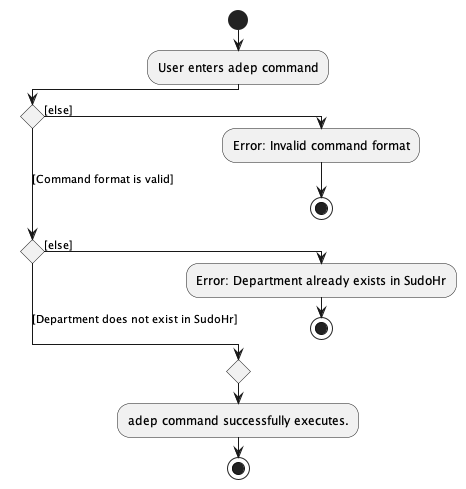 User enters adep command
[else]
Error: Invalid command format
[Command format is valid]
[else]
Error: Department already exists in SudoHr
[Department does not exist in SudoHr]
adep command successfully executes.